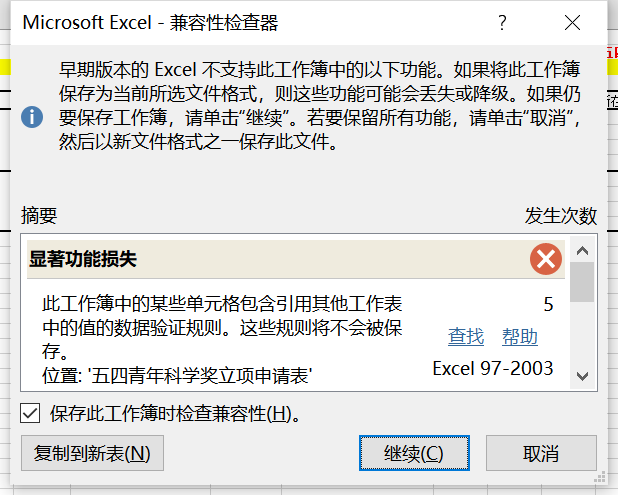 Microsoft Excel - 兼容性检查器
早期版本的 Excel 不支持此工作簿中的以下功能。如果将此工作簿
保存为当前所选文件格式，则这些功能可能会丢失或降级。如果仍
要保存工作簿，请单击“继续”。若要保留所有功能，请单击“取消”，
然后以新文件格式之一保存此文件。
摘要 发生次数
显著功能损失
此工作簿中的某些单元格包含引用其他工作表 5
中的值的数据验证规则。这些规则将不会被保 查找 帮助
存。
位置: '五四青年科学奖立项申请表' Excel 97-2003
保存此工作簿时检查兼容性(H)。
复制到新表(N) 继续(C) 取消